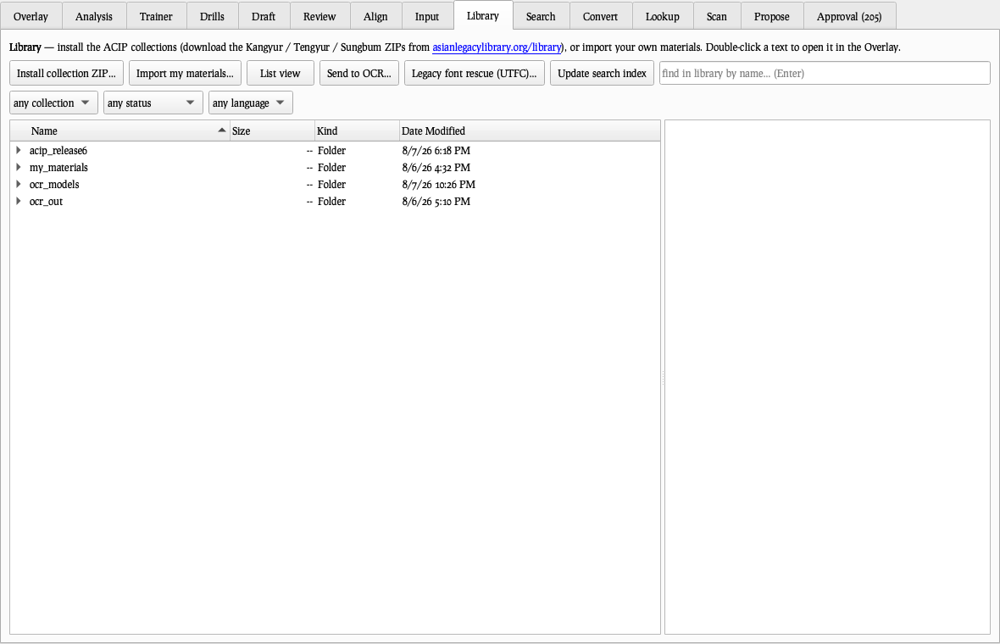 Overlay Analysis Trainer Drills Draft Review Align Input Library Search Convert Lookup Scan Propose Approval (205)
Library — install the ACIP collections (download the Kangyur / Tengyur / Sungbum ZIPs from asianlegacylibrary.org/library), or import your own materials. Double-click a text to open it in the Overlay.
Install collection ZIP... Import my materials... List view Send to OCR... Legacy font rescue (UTFC)... Update search index find in library by name... (Enter)
any collection any status any language
Name Size Kind Date Modified
acip_release6 -- Folder 8/7/26 6:18 PM
my_materials -- Folder 8/6/26 4:32 PM
ocr_models -- Folder 8/7/26 10:26 PM
ocr_out -- Folder 8/6/26 5:10 PM